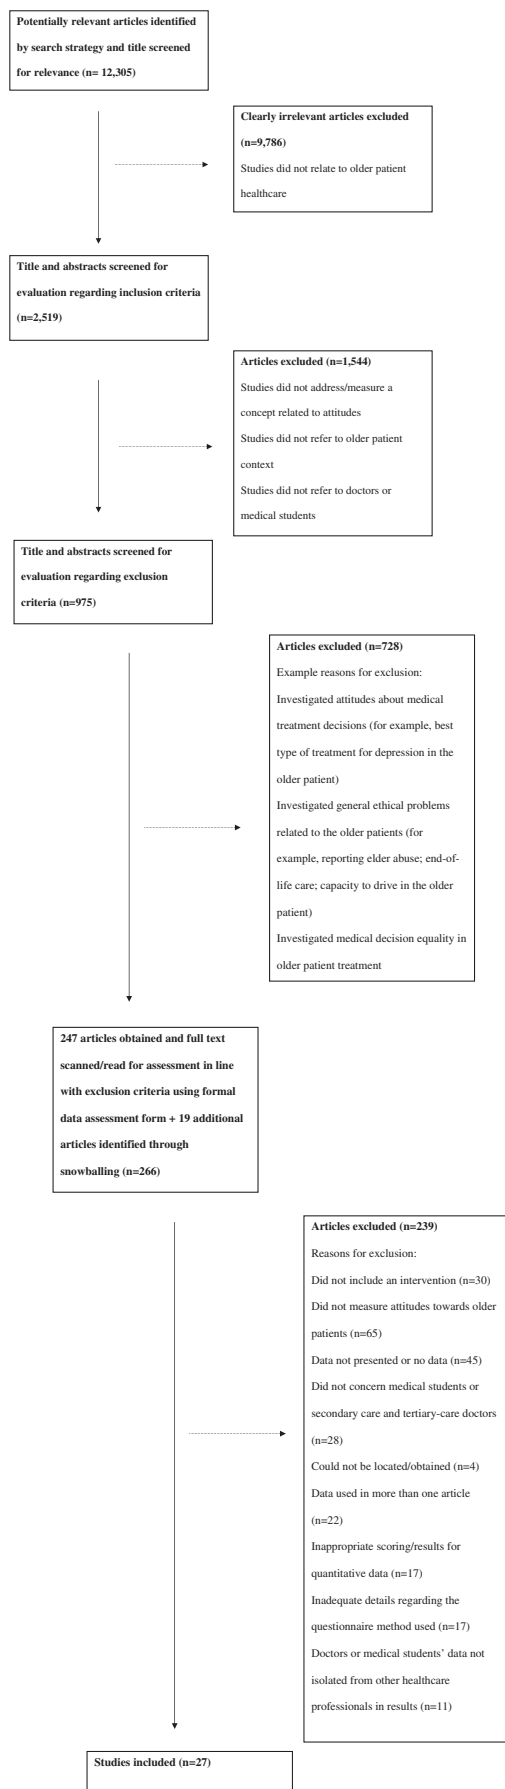 Potentially relevant articles identified
by search strategy and title screened
for relevance (n= 12,305)
Clearly irrelevant articles excluded
(n=9,786)
Studies did not relate to older patient
healthcare
Title and abstracts screened for
evaluation regarding inclusion criteria
(n=2,519)
Articles excluded (n=1,544)
Studies did not address/measure a
concept related to attitudes
Studies did not refer to older patient
context
Studies did not refer to doctors or
medical students
Title and abstracts screened for
evaluation regarding exclusion
criteria (n=975)
Articles excluded (n=728)
Example reasons for exclusion:
Investigated attitudes about medical
treatment decisions (for example, best
type of treatment for depression in the
older patient)
Investigated general ethical problems
related to the older patients (for
example, reporting elder abuse; end-of-
life care; capacity to drive in the older
patient)
Investigated medical decision equality in
older patient treatment
247 articles obtained and full text
scanned/read for assessment in line
with exclusion criteria using formal
data assessment form + 19 additional
articles identified through
snowballing (n=266)
Articles excluded (n=239)
Reasons for exclusion:
Did not include an intervention (n=30)
Did not measure attitudes towards older
patients (n=65)
Data not presented or no data (n=45)
Did not concern medical students or
secondary care and tertiary-care doctors
(n=28)
Could not be located/obtained (n=4)
Data used in more than one article
(n=22)
Inappropriate scoring/results for
quantitative data (n=17)
Inadequate details regarding the
questionnaire method used (n=17)
Doctors or medical students' data not
isolated from other healthcare
professionals in results (n=11)
Studies included (n=27)